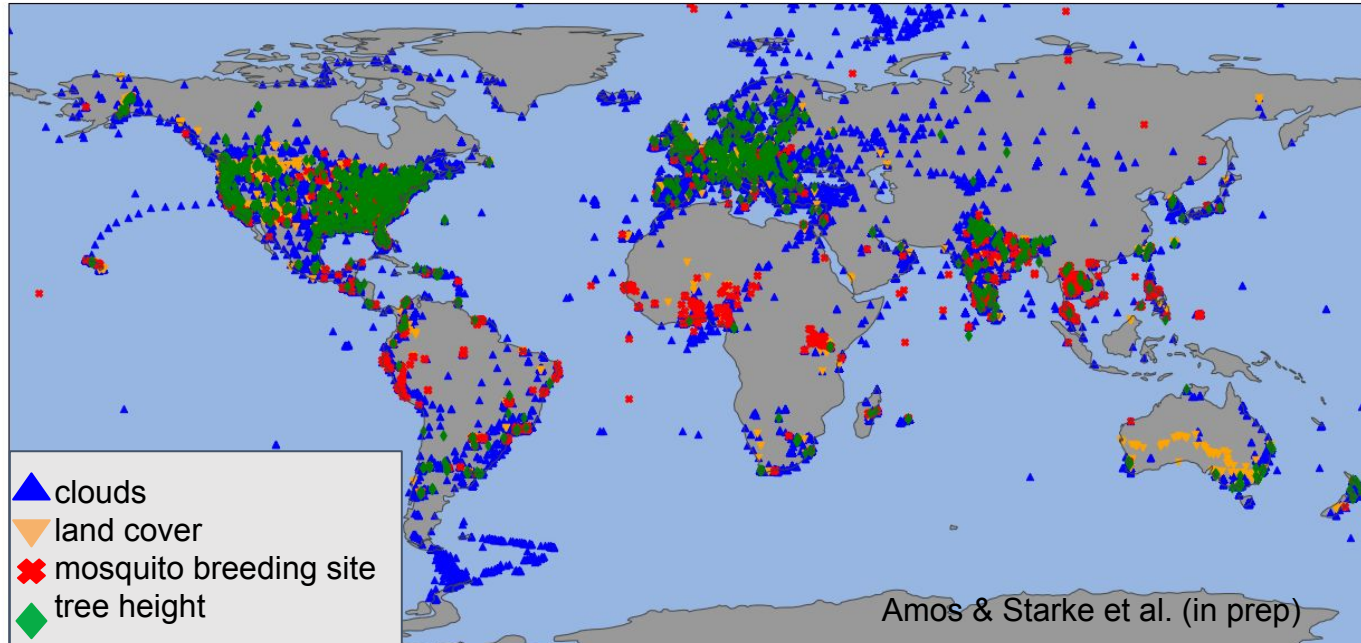 clouds
land cover
mosquito breeding site
tree height
Amos & Starke et al. (in prep)